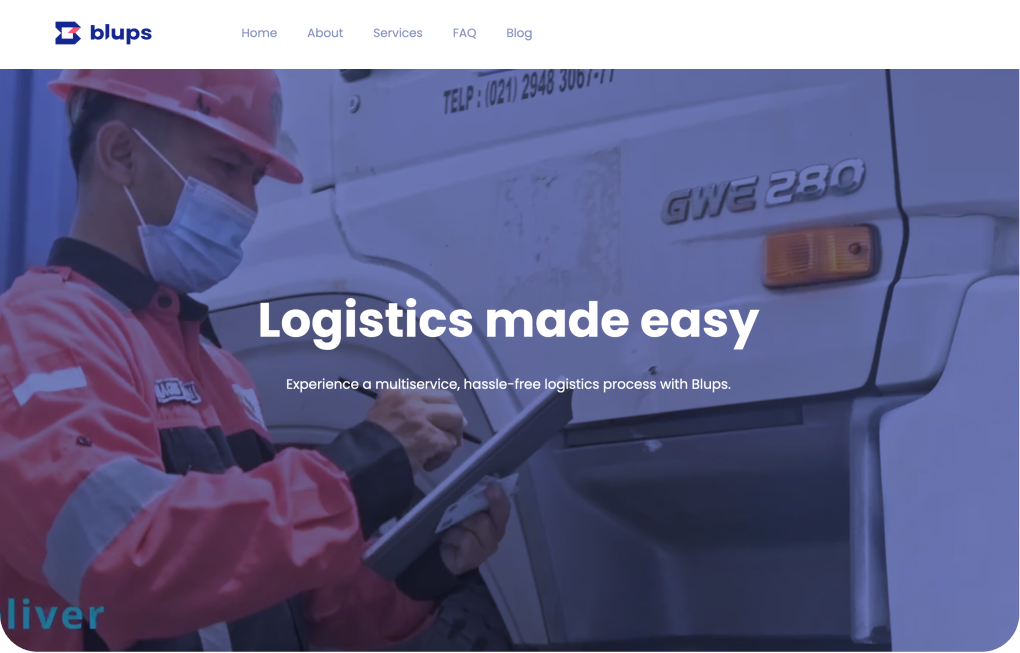 blups
Home About Services FAQ Blog
TELP : (021) 2948 3067-77
GWE 280
Logistics made easy
Experience a multiservice, hassle-free logistics process with Blups.
liver